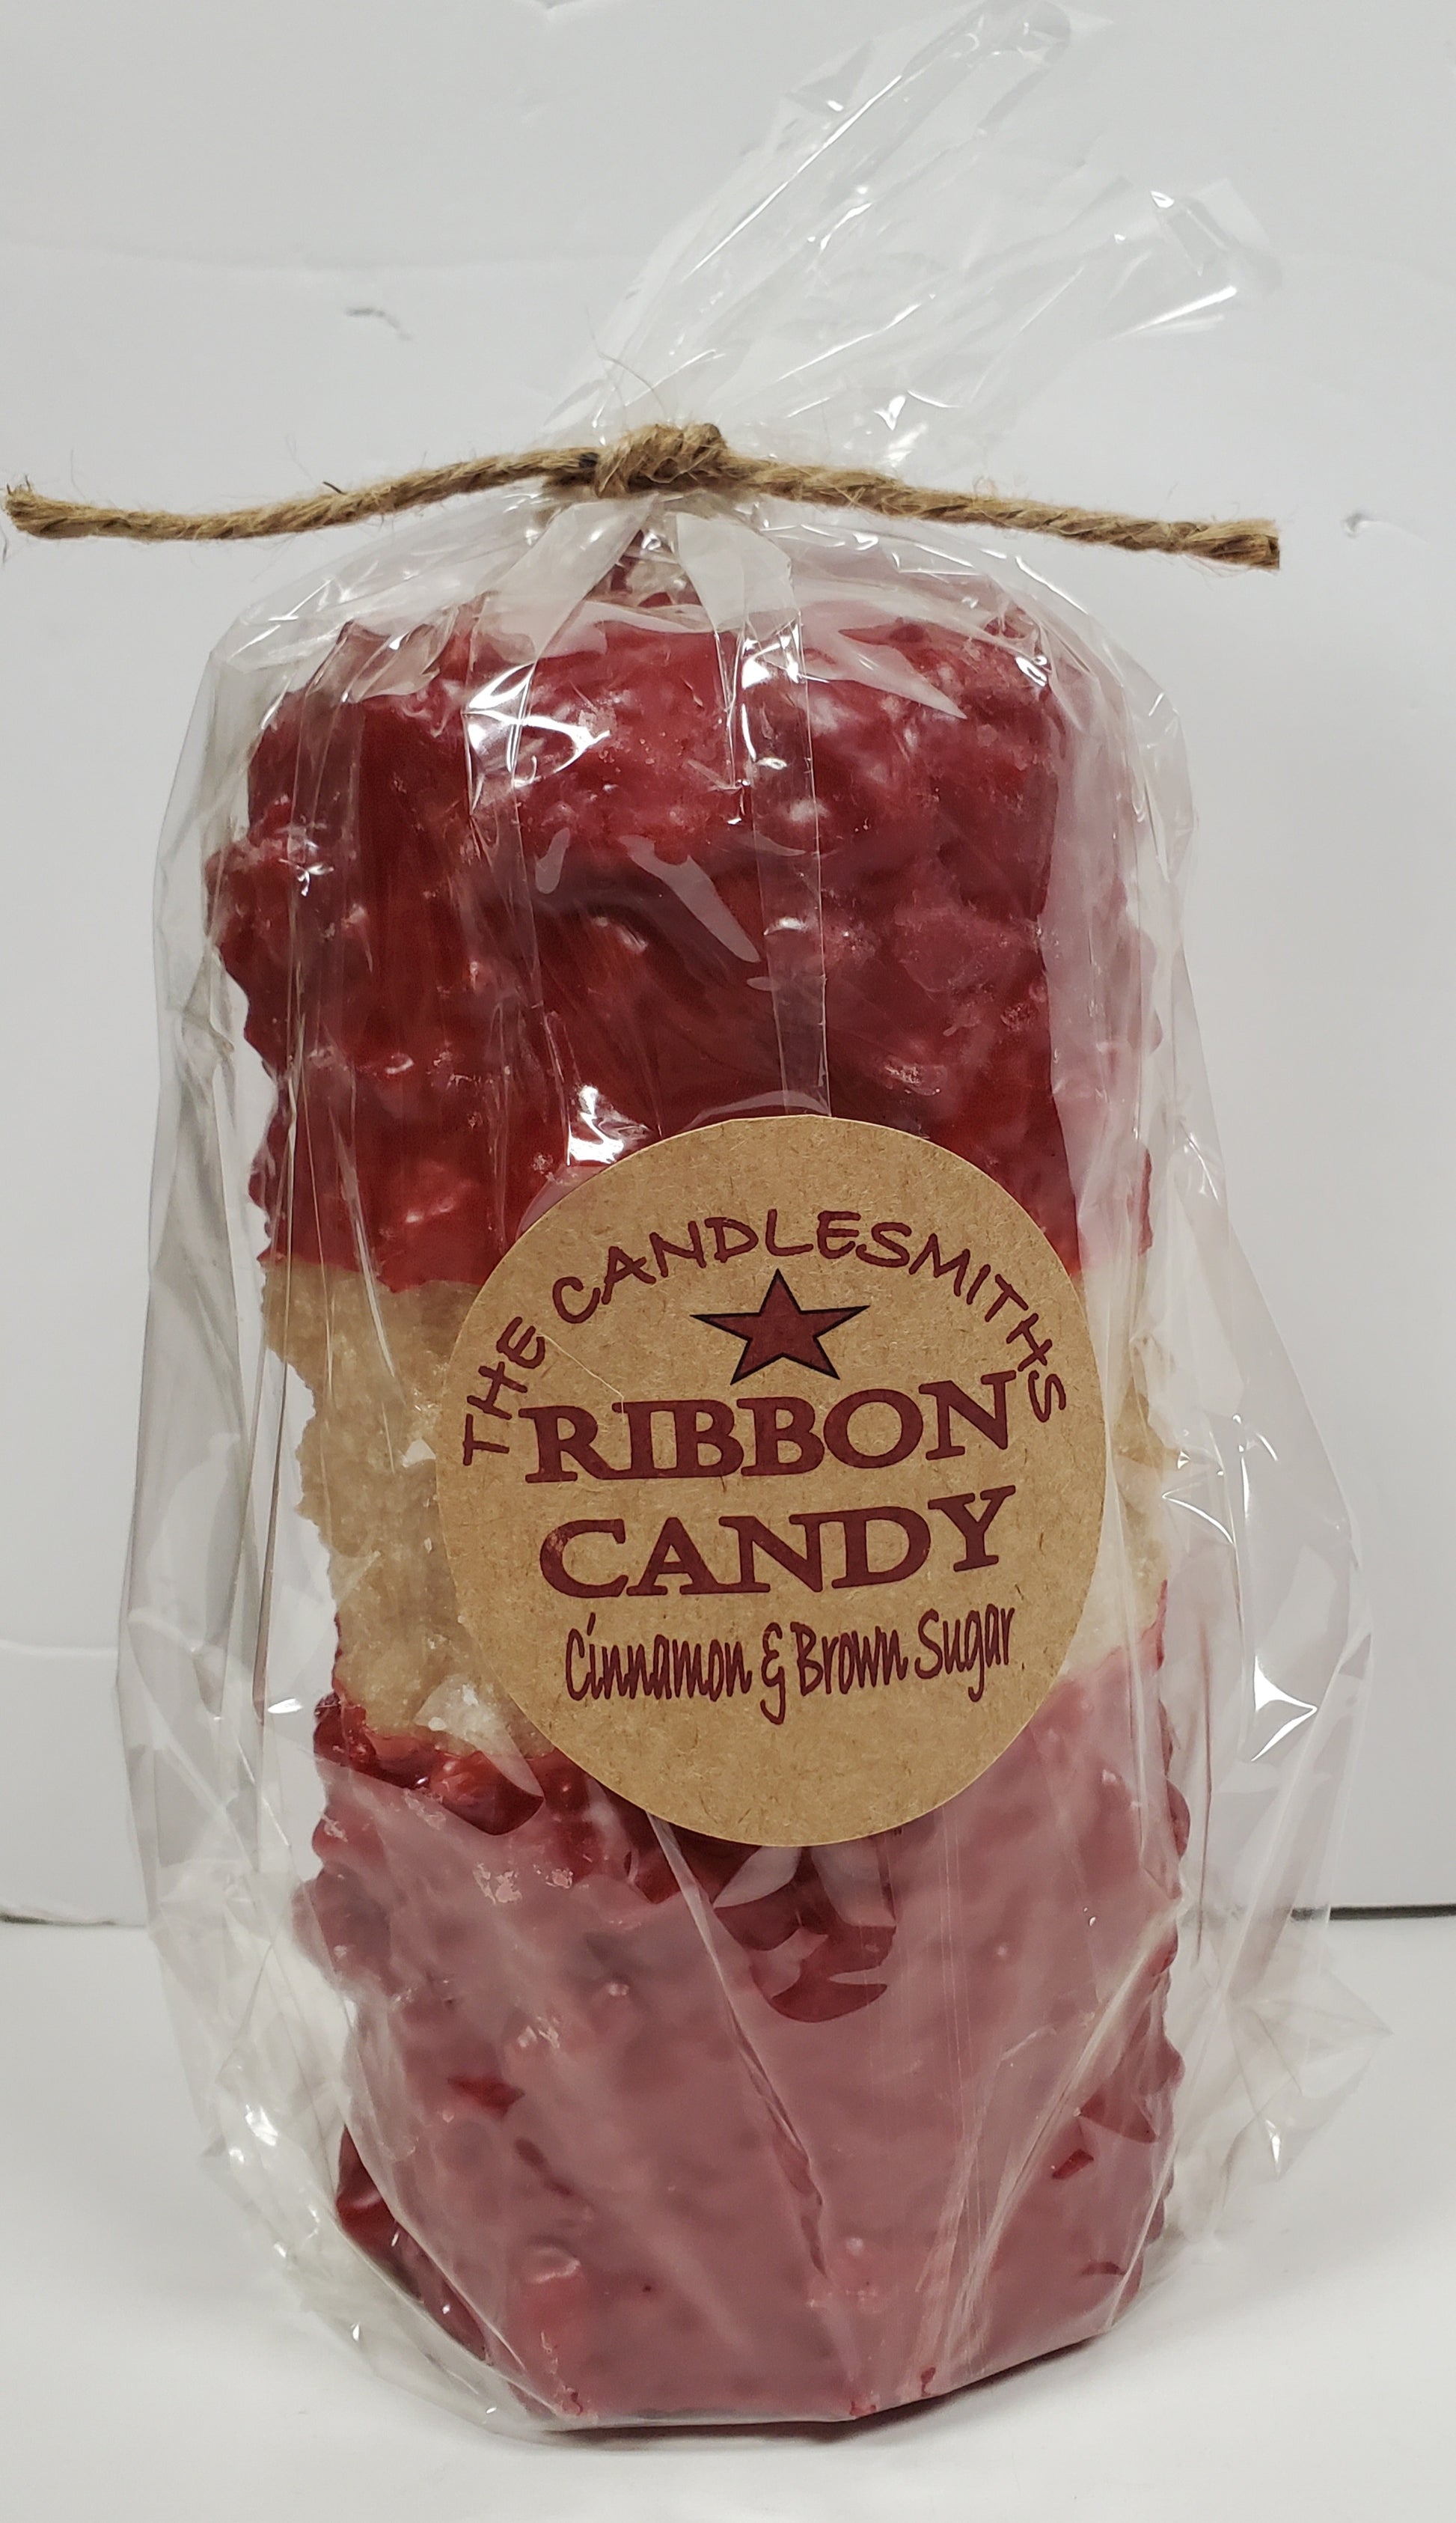 THE CANDLESMITHS
RIBBON
CANDY
Cinnamon & Brown Sugar